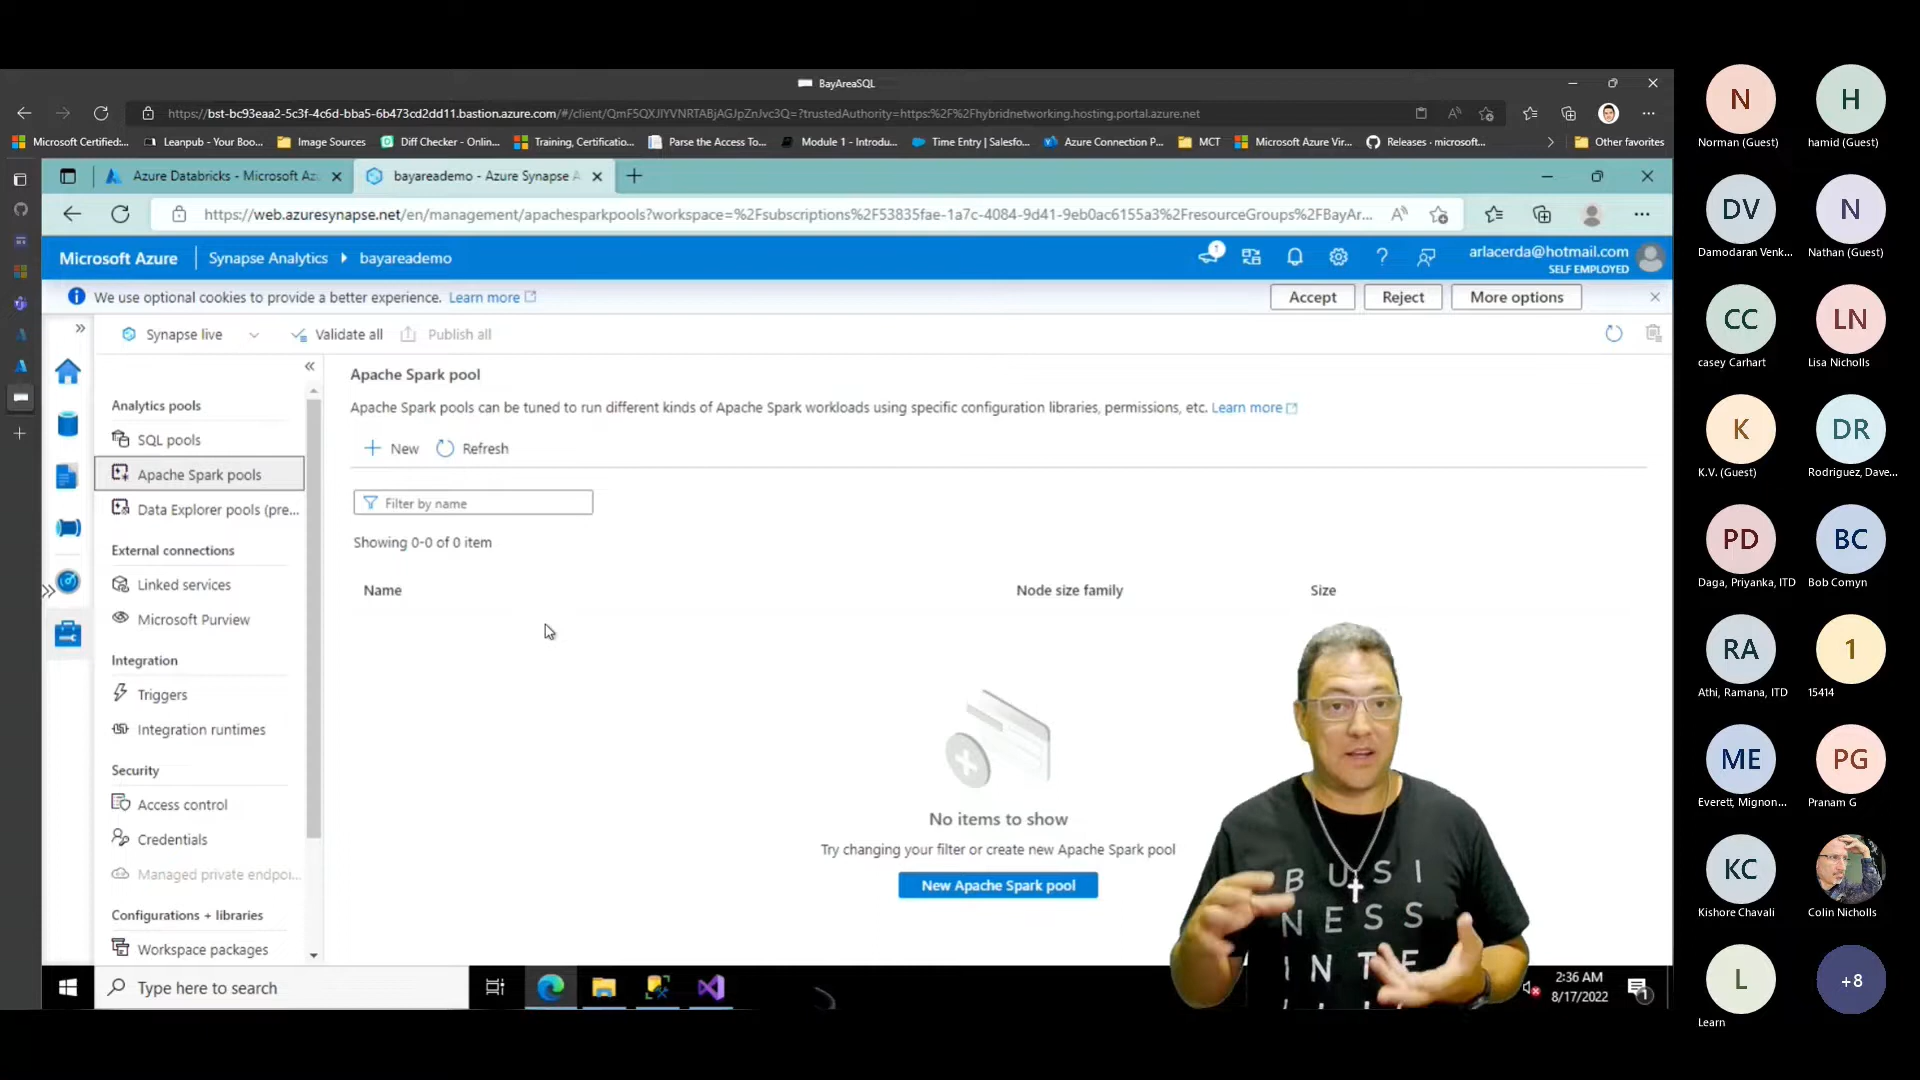 BayAreaSQL
https://bst-bc93eaa2-5c3f-4c6d-bba5-6b473cd2dd11.bastion.azure.com/#/client/QmF5QXJlYVNRTABjAGJpZnJvc3Q=?trustedAuthority=https:%2F%2Fhybridnetworking.hosting.portal.azure.net
Microsoft Certified:...
Leanpub - Your Boo...
Image Sources
Diff Checker - Onlin...
Training, Certificatio...
Parse the Access To...
Module 1 - Introdu...
Time Entry | Salesfo...
Azure Connection P...
MCT
Microsoft Azure Vir...
Releases · microsoft...
Other favorites
Azure Databricks - Microsoft Az
bayareademo - Azure Synapse A
https://web.azuresynapse.net/en/management/apachesparkpools?workspace=%2Fsubscriptions%2F53835fae-1a7c-4084-9d41-9eb0ac6155a3%2FresourceGroups%2FBayAr...
Microsoft Azure
Synapse Analytics
bayareademo
1
arlacerda@hotmail.com
SELF EMPLOYED
We use optional cookies to provide a better experience. Learn more
Accept
Reject
More options
Synapse live
Validate all
Publish all
Analytics pools
SQL pools
Apache Spark pools
Data Explorer pools (pre...
External connections
Linked services
Microsoft Purview
Integration
Triggers
Integration runtimes
Security
Access control
Credentials
Managed private endpoi...
Configurations + libraries
Workspace packages
Apache Spark pool
Apache Spark pools can be tuned to run different kinds of Apache Spark workloads using specific configuration libraries, permissions, etc. Learn more
New
Refresh
Filter by name
Showing 0-0 of 0 item
Name
Node size family
Size
No items to show
Try changing your filter or create new Apache Spark pool
New Apache Spark pool
BUSI
NESS
INTE
Type here to search
2:36 AM
8/17/2022
1
N
Norman (Guest)
H
hamid (Guest)
DV
Damodaran Venk...
N
Nathan (Guest)
CC
casey Carhart
LN
Lisa Nicholls
K
K.V. (Guest)
DR
Rodriguez, Dave...
PD
Daga, Priyanka, ITD
BC
Bob Comyn
RA
Athi, Ramana, ITD
1
15414
ME
Everett, Mignon...
PG
Pranam G
KC
Kishore Chavali
Colin Nicholls
L
Learn
+8